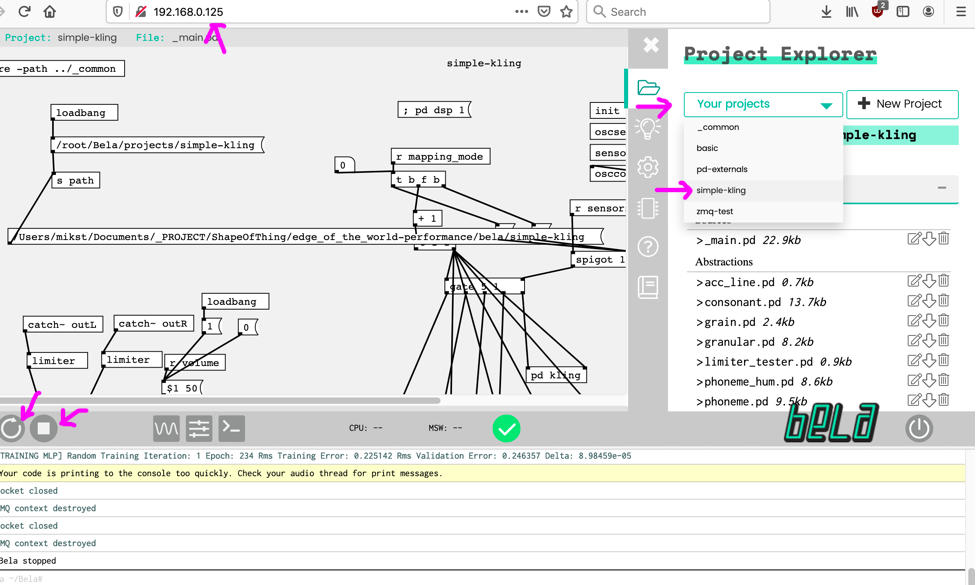 192.168.0.125
Search
2
Project: simple-kling File: _main.pd
re -path ../_common
simple-kling
loadbang
; pd dsp 1
init
oscse
/root/Bela/projects/simple-kling
0
r mapping_mode
senso
s path
t b f b
oscco
+ 1
r sensor
/Users/mikst/Documents/_PROJECT/ShapeOfThing/edge_of_the_world-performance/bela/simple-kling
spigot 1
gate 5 1
loadbang
catch~ outL
catch~ outR
1
0
limiter
limiter
r volume
pd kling
$1 50
Project Explorer
Your projects
New Project
_common
basic
pd-externals
simple-kling
zmq-test
mple-kling
>_main.pd 22.9kb
Abstractions
>acc_line.pd 0.7kb
>consonant.pd 13.7kb
>grain.pd 2.4kb
>granular.pd 8.2kb
>limiter_tester.pd 0.9kb
>phoneme_hum.pd 8.6kb
>phoneme.pd 9.5kb
CPU: --
MSW: --
bela
TRAINING MLP] Random Training Iteration: 1 Epoch: 234 Rms Training Error: 0.225142 Rms Validation Error: 0.246357 Delta: 8.98459e-05
Your code is printing to the console too quickly. Check your audio thread for print messages.
ocket closed
MQ context destroyed
ocket closed
MQ context destroyed
Bela stopped
a ~/Bela#